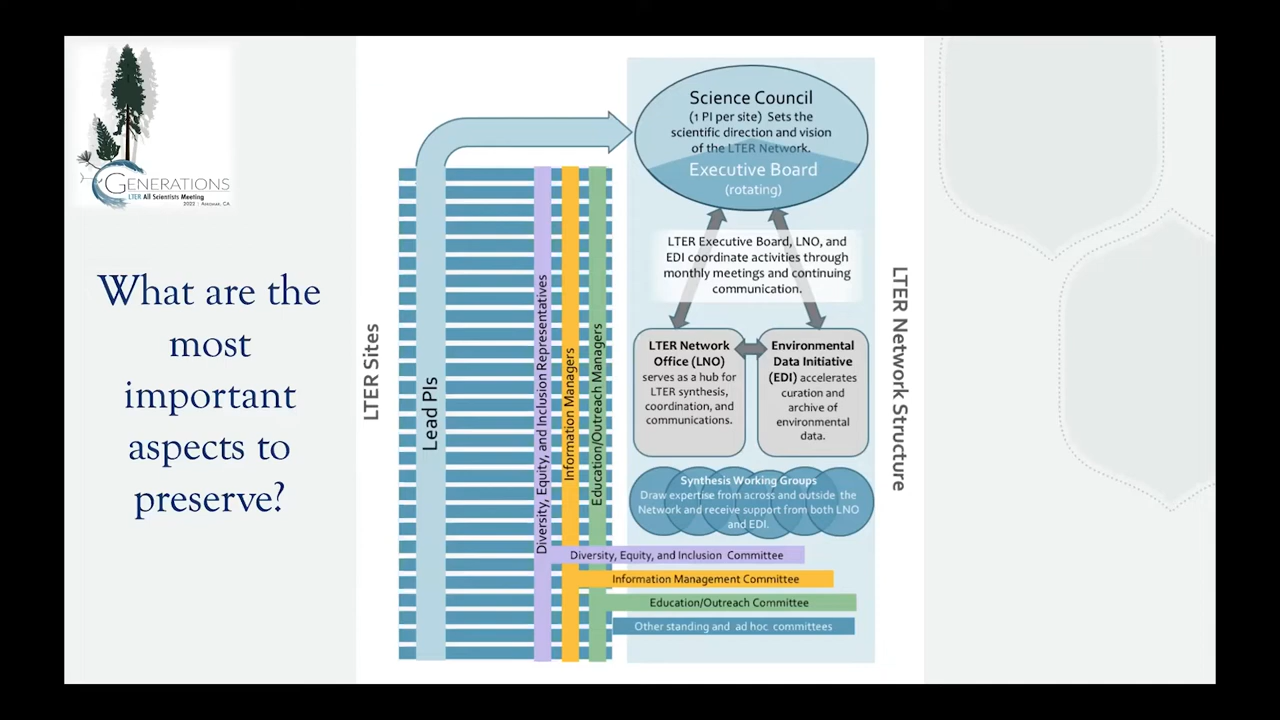 GENERATIONS
LTER All Scientists Meeting
What are the
most
important
aspects to
preserve?
LTER Sites
Lead PIs
Diversity, Equity, and Inclusion Representatives
Information Managers
Education/Outreach Managers
Science Council
(1 PI per site) Sets the
scientific direction and vision
of the LTER Network.
Executive Board
(rotating)
LTER Executive Board, LNO, and
EDI coordinate activities through
monthly meetings and continuing
communication.
LTER Network
Office (LNO)
serves as a hub for
LTER synthesis,
coordination, and
communications.
Environmental
Data Initiative
(EDI) accelerates
curation and
archive of
environmental
data.
Synthesis Working Groups
Draw expertise from across and outside the
Network and receive support from both LNO
and EDI.
Diversity, Equity, and Inclusion Committee
Information Management Committee
Education/Outreach Committee
Other standing and ad hoc committees
LTER Network Structure